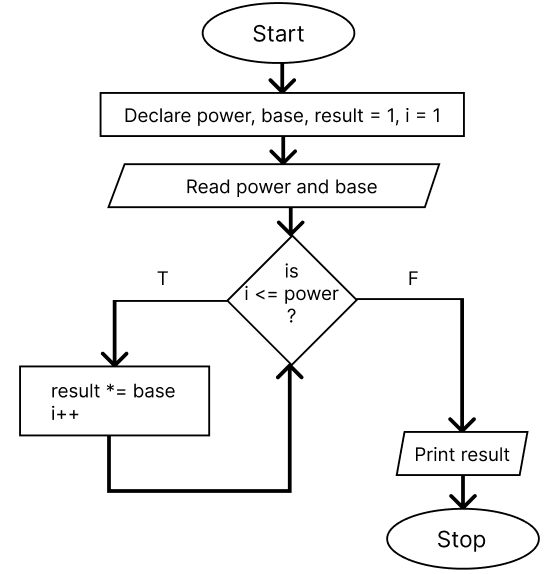 Start
Declare power, base, result = 1, i = 1
Read power and base
is
i <= power
?
T
F
result *= base
i++
Print result
Stop